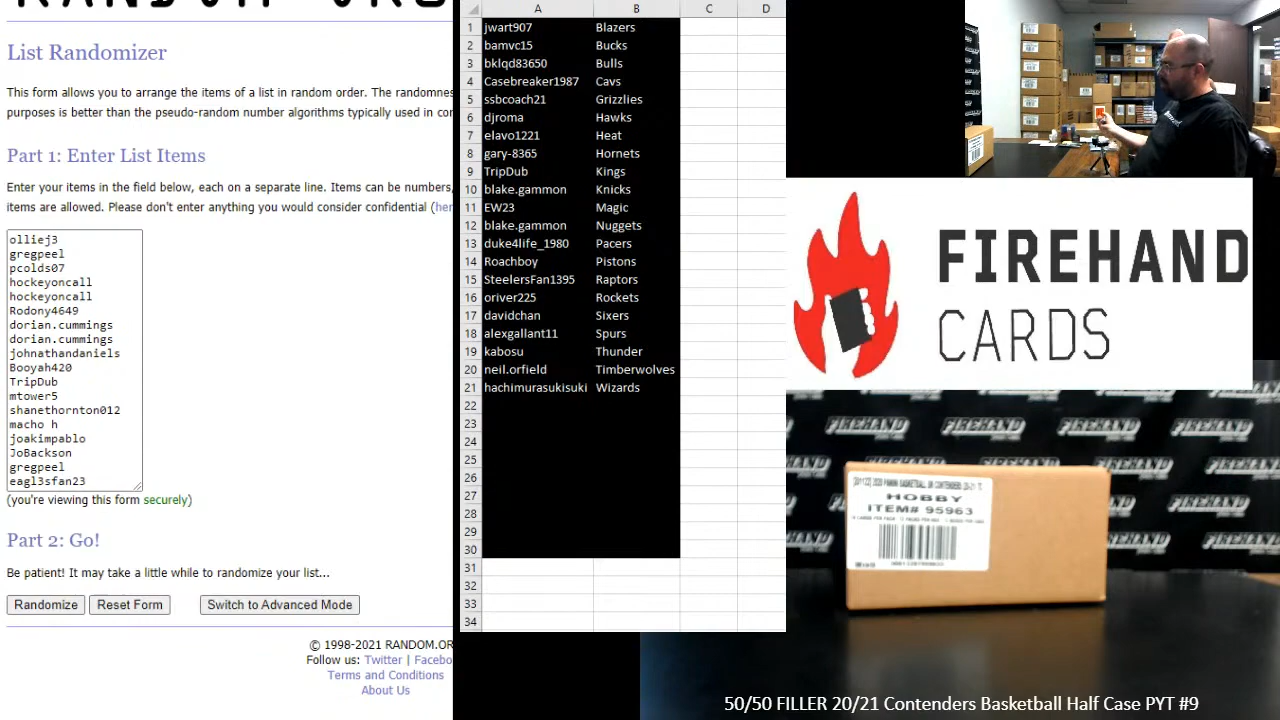 RANDOM.ORG
List Randomizer
This form allows you to arrange the items of a list in random order. The randomness
purposes is better than the pseudo-random number algorithms typically used in co
Part 1: Enter List Items
Enter your items in the field below, each on a separate line. Items can be numbers,
items are allowed. Please don't enter anything you would consider confidential (her
olliej3
gregpeel
pcolds07
hockeyoncall
hockeyoncall
Rodony4649
dorian.cummings
dorian.cummings
johnathandaniels
Booyah420
TripDub
mtower5
shanethornton012
macho h
joakimpablo
JoBackson
gregpeel
eagl3sfan23
(you're viewing this form securely)
Part 2: Go!
Be patient! It may take a little while to randomize your list...
Randomize Reset Form Switch to Advanced Mode
© 1998-2021 RANDOM.OR
Follow us: Twitter | Facebo
Terms and Conditions
About Us
A B C D
1 jwart907 Blazers
2 bamvc15 Bucks
3 bklqd83650 Bulls
4 Casebreaker1987 Cavs
5 ssbcoach21 Grizzlies
6 djroma Hawks
7 elavo1221 Heat
8 gary-8365 Hornets
9 TripDub Kings
10 blake.gammon Knicks
11 EW23 Magic
12 blake.gammon Nuggets
13 duke4life_1980 Pacers
14 Roachboy Pistons
15 SteelersFan1395 Raptors
16 oriver225 Rockets
17 davidchan Sixers
18 alexgallant11 Spurs
19 kabosu Thunder
20 neil.orfield Timberwolves
21 hachimurasukisuki Wizards
22
23
24
25
26
27
28
29
30
31
32
33
34
FIREHAND
CARDS
FIREHAND
FIREHAND
FIREHAND
FIREHAND
HOBBY
ITEM# 95963
50/50 FILLER 20/21 Contenders Basketball Half Case PYT #9